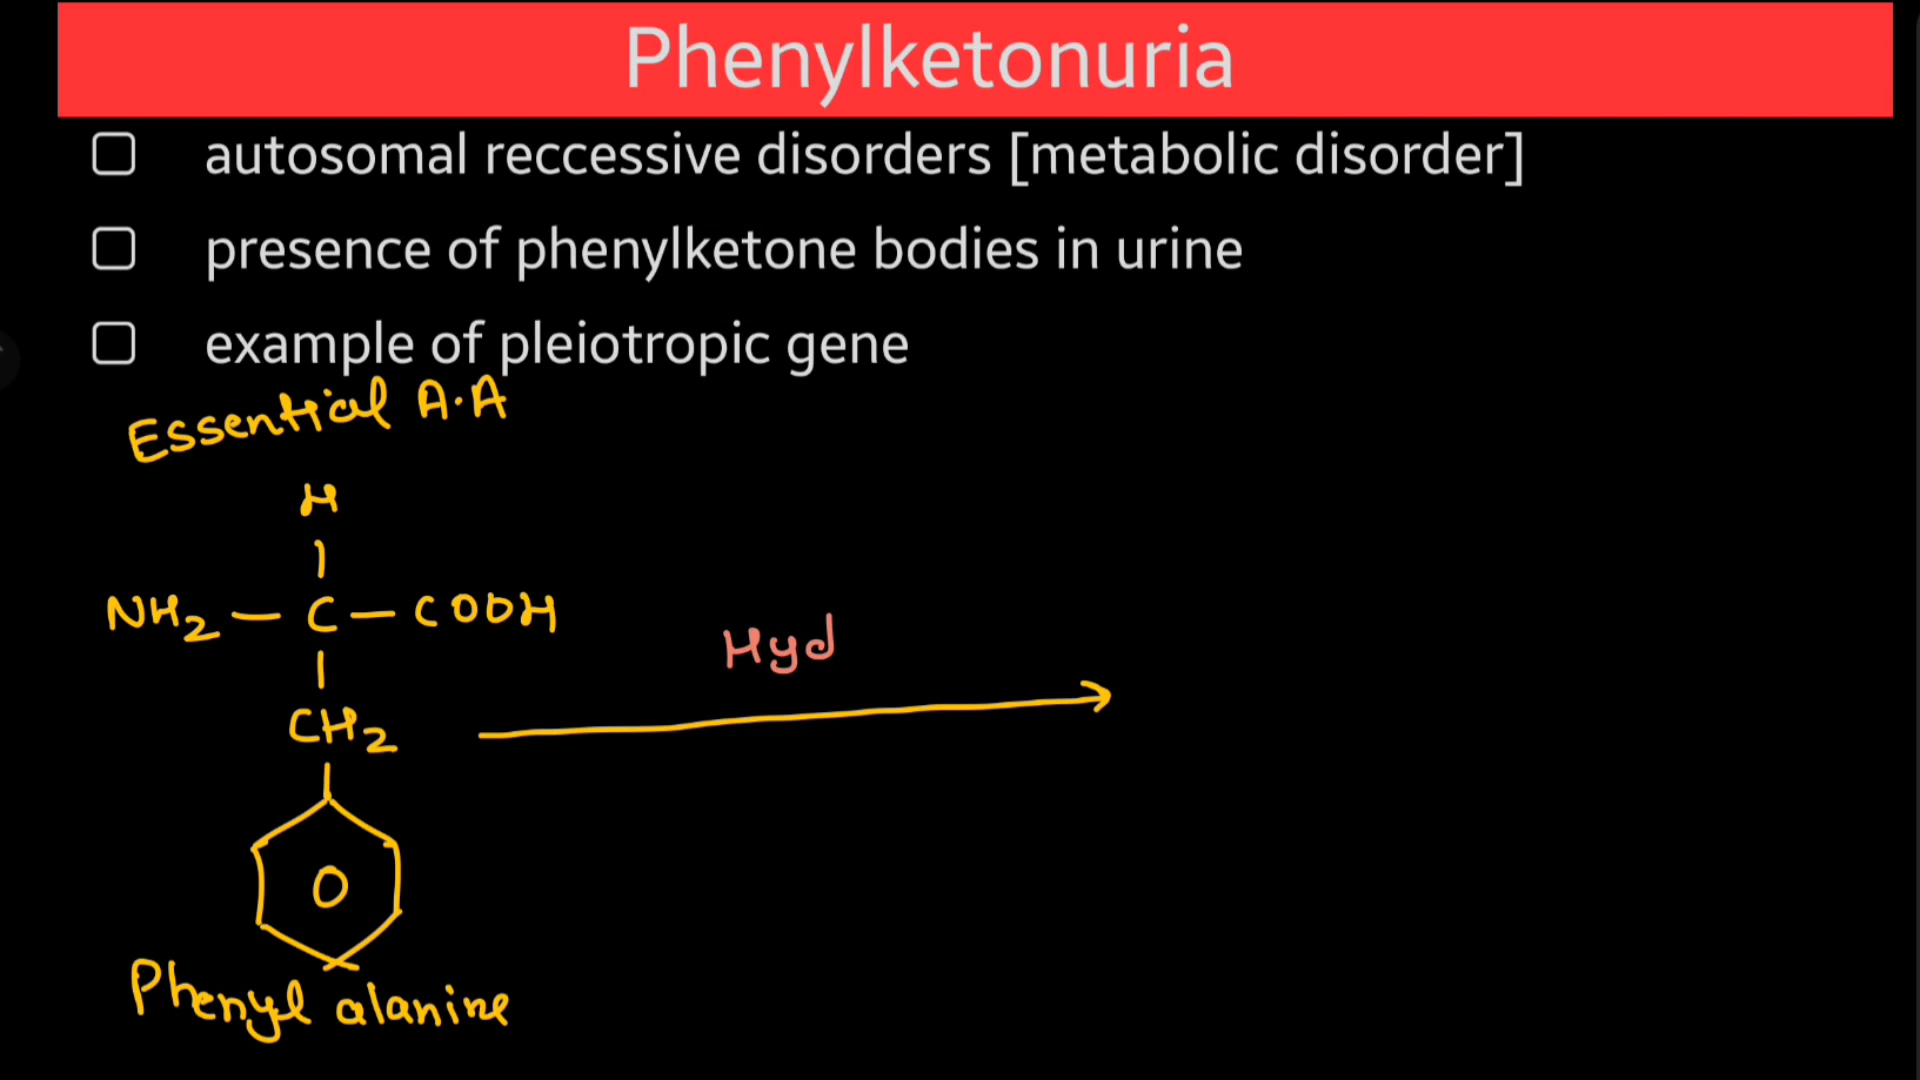 Phenylketonuria
autosomal reccessive disorders [metabolic disorder]
presence of phenylketone bodies in urine
example of pleiotropic gene
Essential A.A
H
NH2 — C — COOH
Hyd
CH2
Phenyl alanine